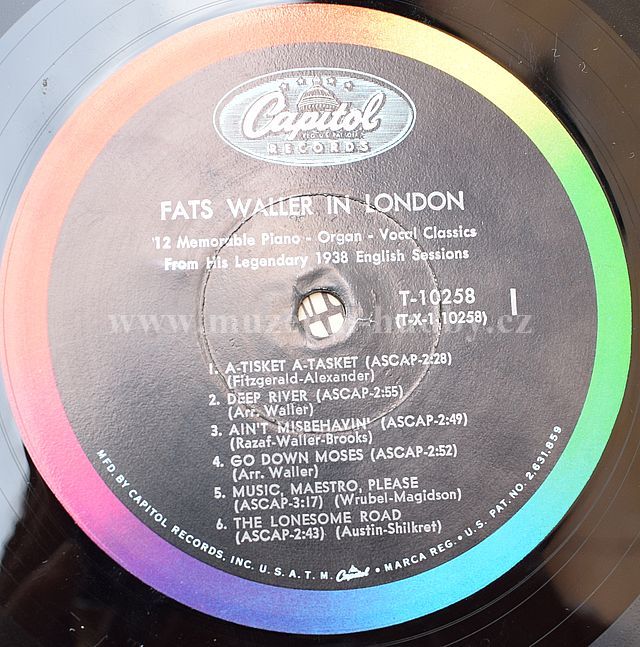 Capitol
RECORDS
FATS WALLER IN LONDON
12 Memorable Piano - Organ - Vocal Classics
From His Legendary 1938 English Sessions
T-10258 1
(T-X-1-10258)
1. A-TISKET A-TASKET (ASCAP-2:28)
(Fitzgerald-Alexander)
2. DEEP RIVER (ASCAP-2:55)
(Arr. Waller)
3. AIN'T MISBEHAVIN' (ASCAP-2:49)
(Razaf-Waller-Brooks)
4. GO DOWN MOSES (ASCAP-2:52)
(Arr. Waller)
5. MUSIC, MAESTRO, PLEASE
(ASCAP-3:17) (Wrubel-Magidson)
6. THE LONESOME ROAD
(ASCAP-2:43) (Austin-Shilkret)
MFD. BY CAPITOL RECORDS, INC. U.S.A. T.M. Capitol • MARCA REG. • U.S. PAT. NO. 2,631,859